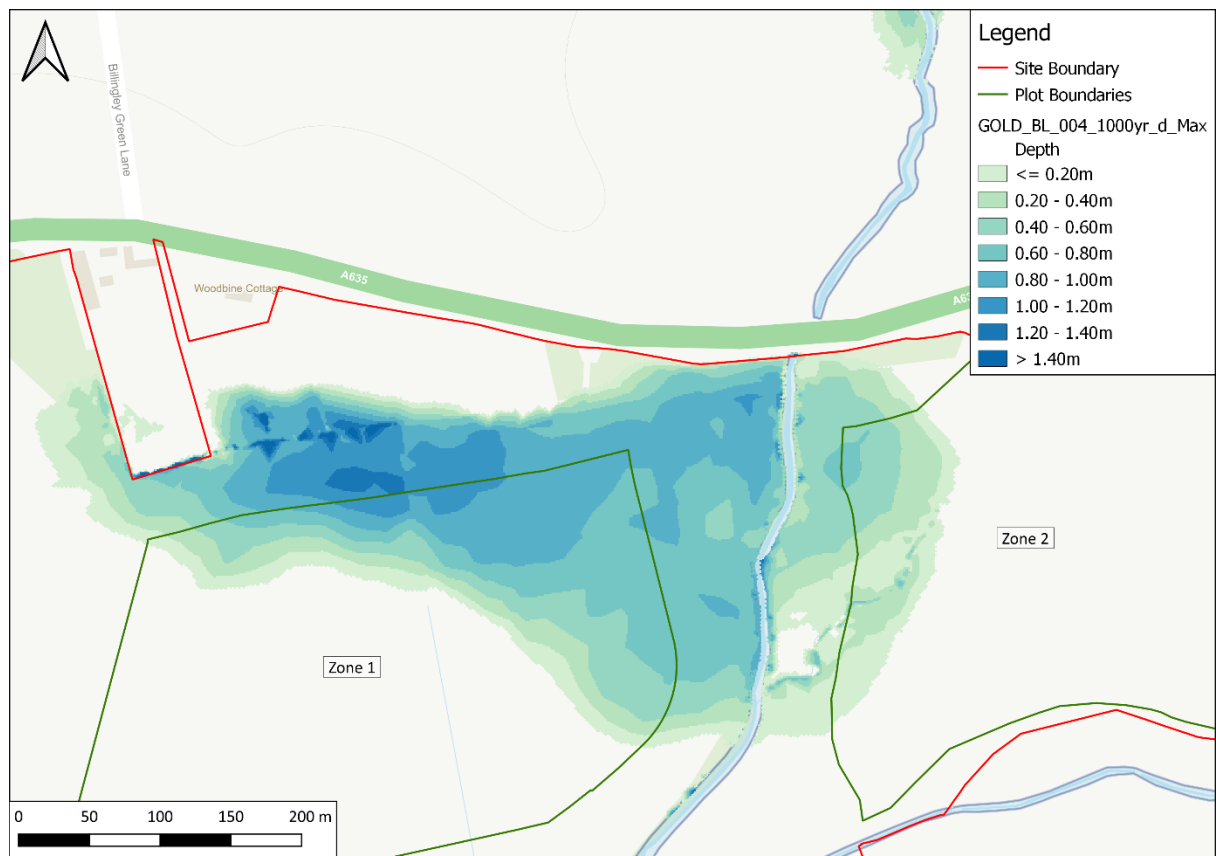 Legend
Site Boundary
Plot Boundaries
GOLD_BL_004_1000yr_d_Max
Depth
<= 0.20m
0.20 - 0.40m
0.40 - 0.60m
0.60 - 0.80m
0.80 - 1.00m
1.00 - 1.20m
1.20 - 1.40m
> 1.40m
Billingley Green Lane
Woodbine Cottage
A635
Zone 2
Zone 1
0 50 100 150 200 m